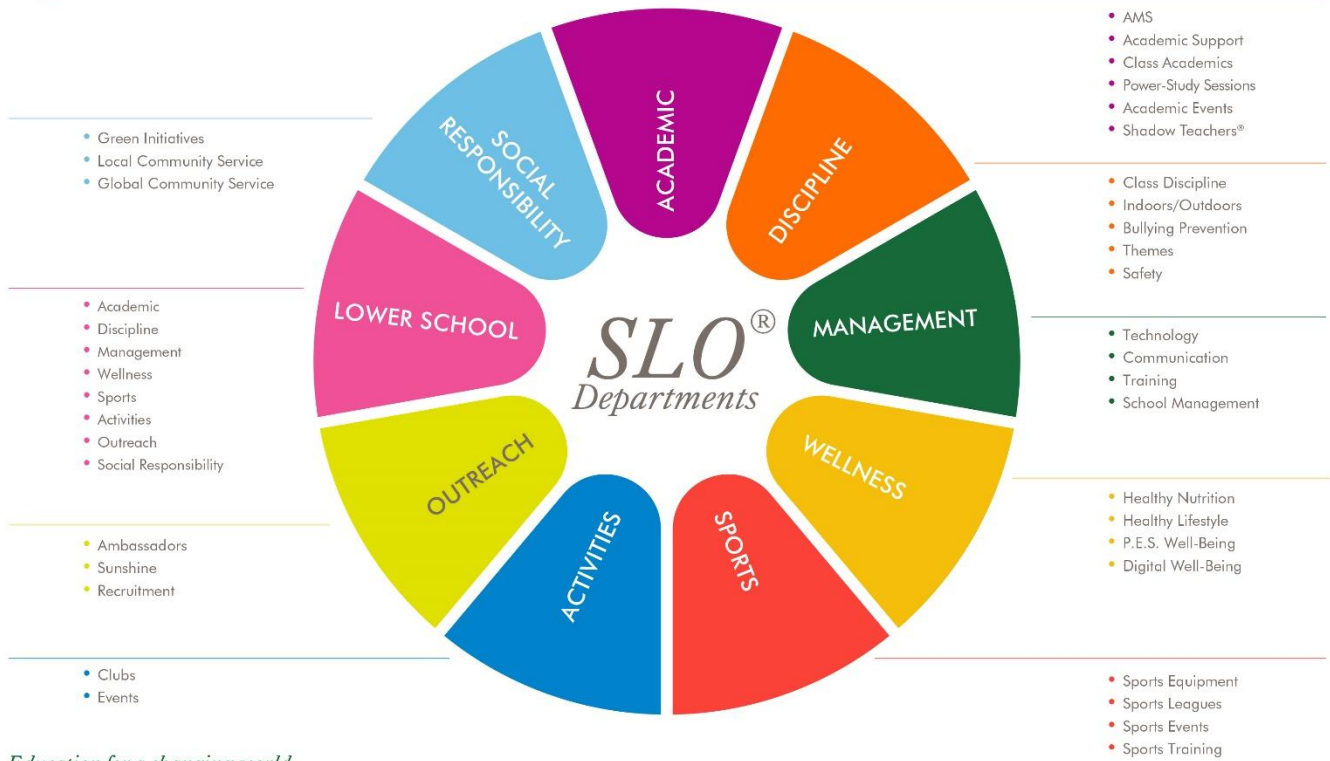 ACADEMIC
AMS
Academic Support
Class Academics
Power-Study Sessions
Academic Events
Shadow Teachers®
DISCIPLINE
Class Discipline
Indoors/Outdoors
Bullying Prevention
Themes
Safety
MANAGEMENT
Technology
Communication
Training
School Management
WELLNESS
Healthy Nutrition
Healthy Lifestyle
P.E.S. Well-Being
Digital Well-Being
SPORTS
Sports Equipment
Sports Leagues
Sports Events
Sports Training
ACTIVITIES
Clubs
Events
OUTREACH
Ambassadors
Sunshine
Recruitment
LOWER SCHOOL
Academic
Discipline
Management
Wellness
Sports
Activities
Outreach
Social Responsibility
SOCIAL
RESPONSIBILITY
Green Initiatives
Local Community Service
Global Community Service
SLO®
Departments
Education for a changing world